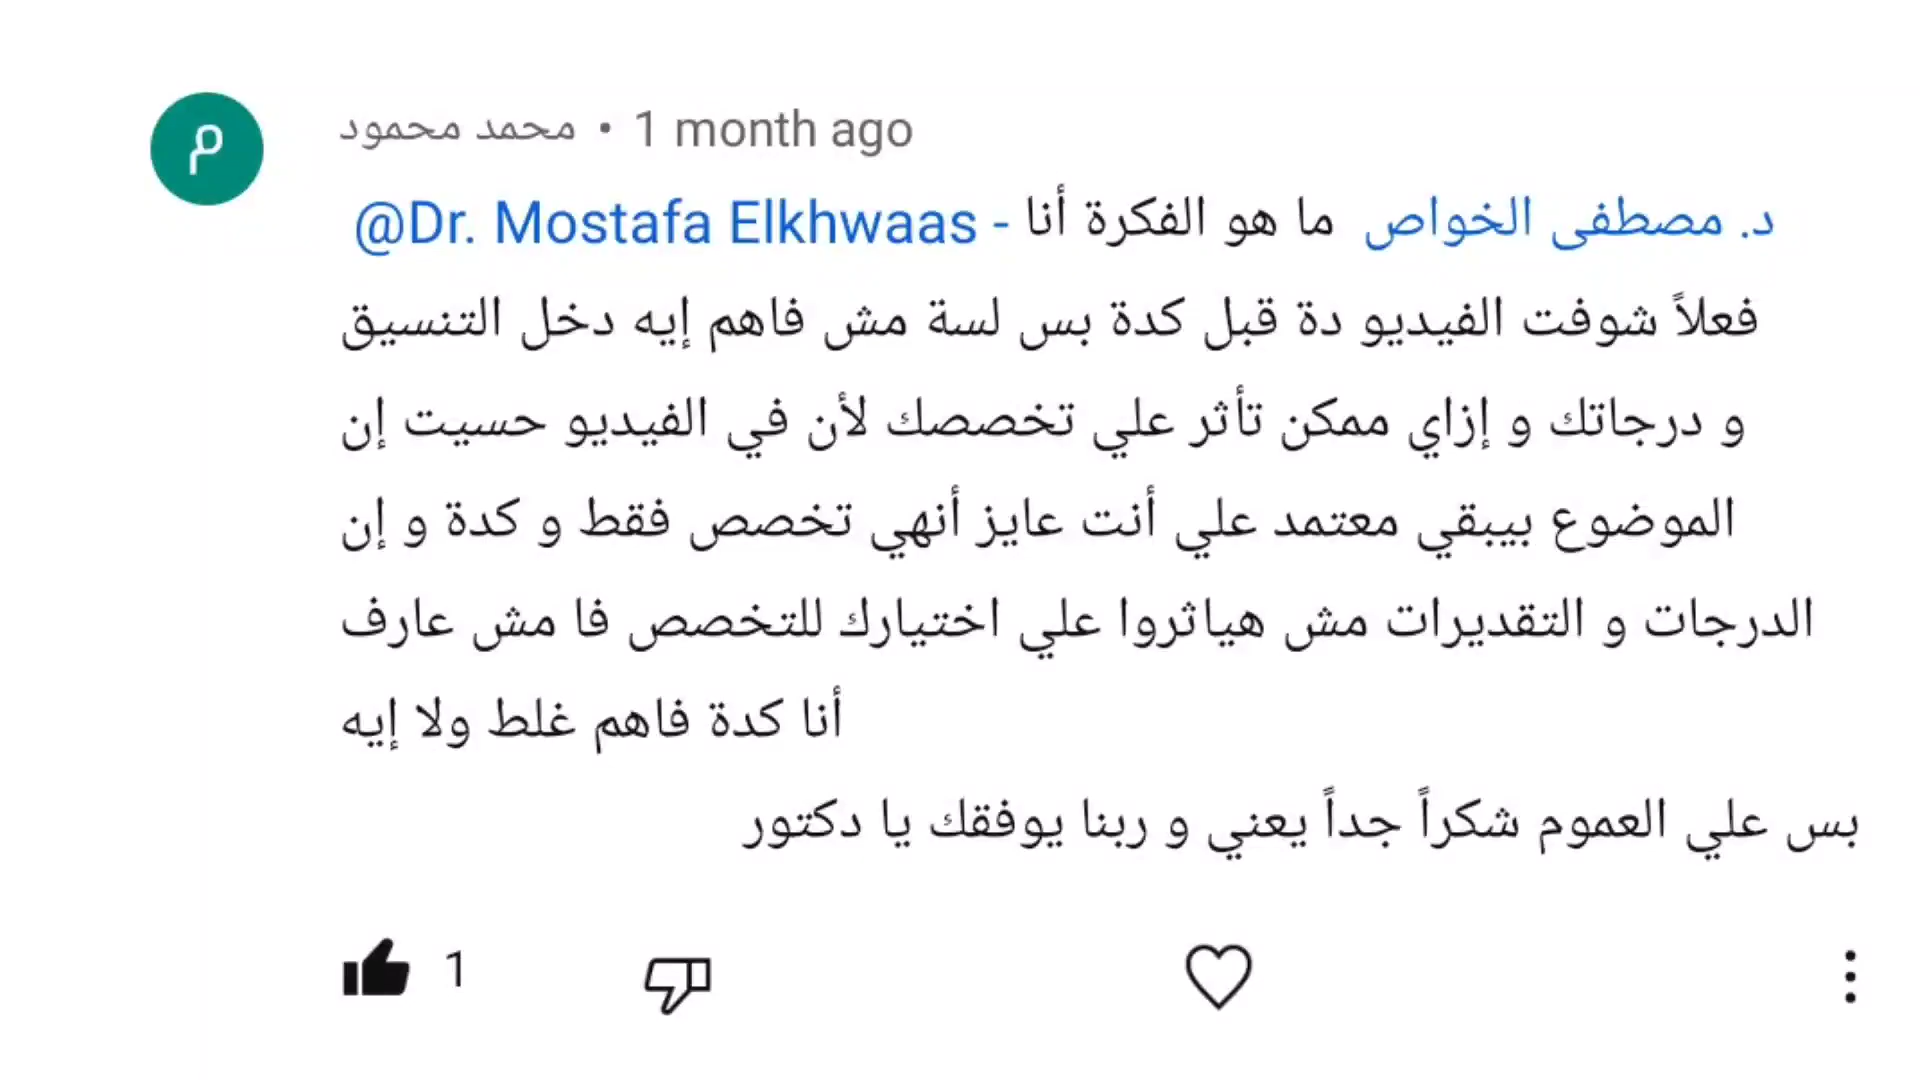 م
محمد محمود • 1 month ago
@Dr. Mostafa Elkhwaas - د. مصطفى الخواص ما هو الفكرة أنا
فعلاً شوفت الفيديو دة قبل كدة بس لسة مش فاهم إيه دخل التنسيق
و درجاتك و إزاي ممكن تأثر علي تخصصك لأن في الفيديو حسيت إن
الموضوع بيبقي معتمد علي أنت عايز أنهي تخصص فقط و كدة و إن
الدرجات و التقديرات مش هياثروا علي اختيارك للتخصص فا مش عارف
أنا كدة فاهم غلط ولا إيه
بس علي العموم شكراً جداً يعني و ربنا يوفقك يا دكتور
1